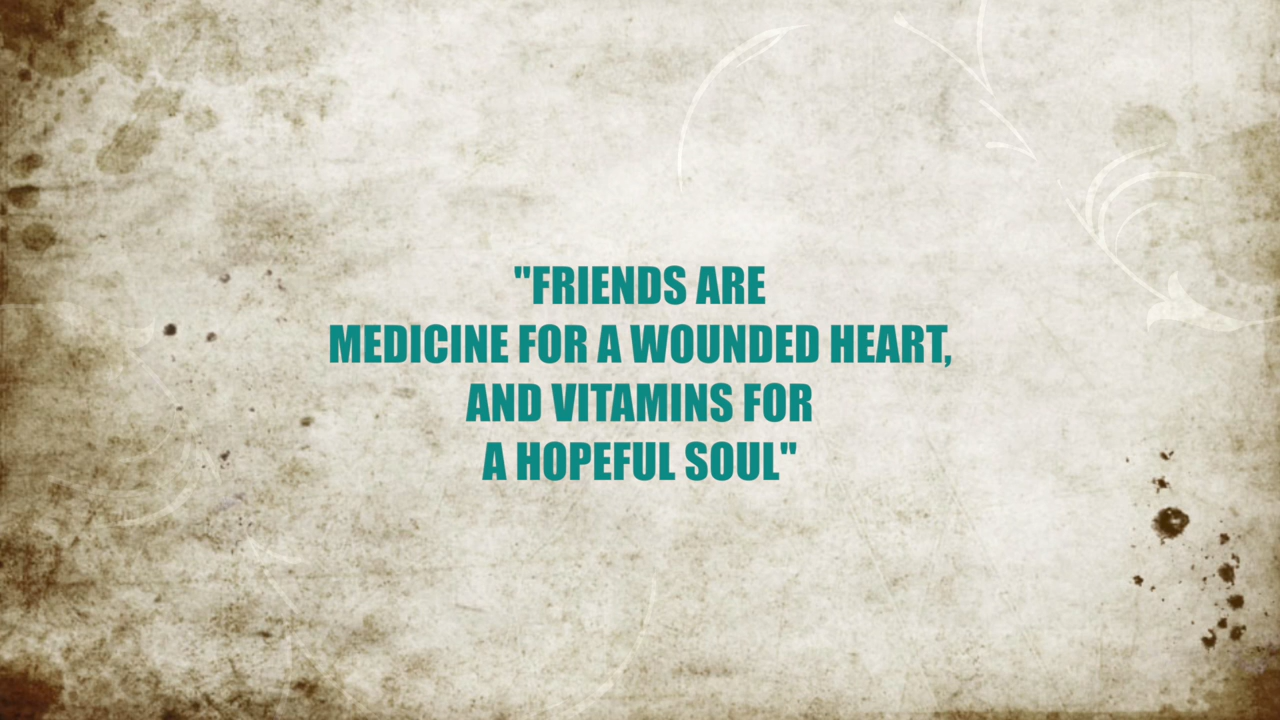 "FRIENDS ARE
MEDICINE FOR A WOUNDED HEART,
AND VITAMINS FOR
A HOPEFUL SOUL"